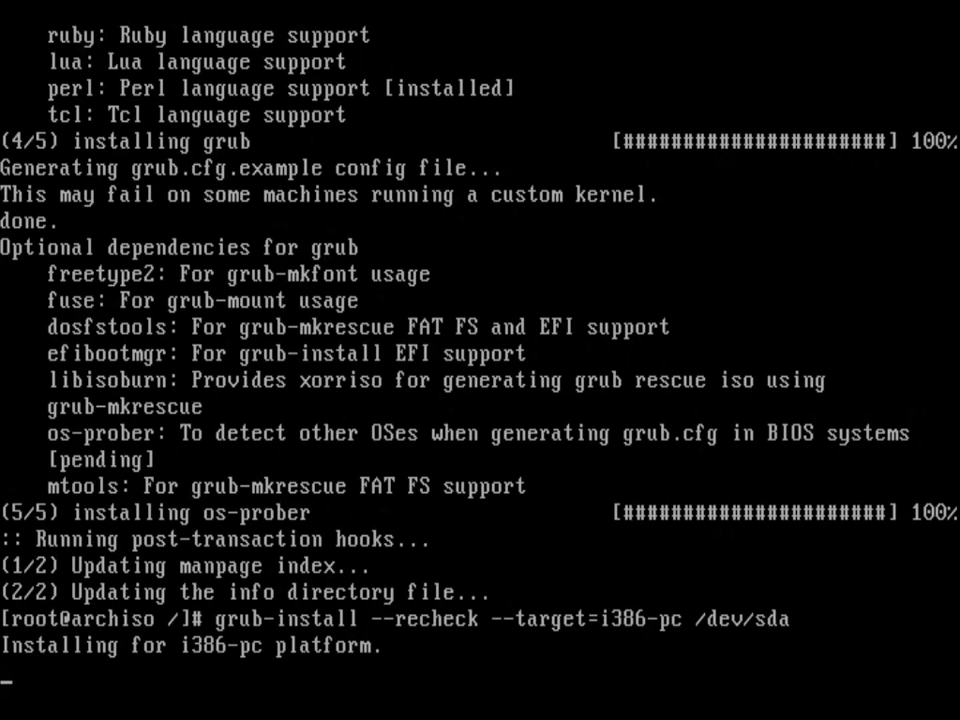 ruby: Ruby language support
lua: Lua language support
perl: Perl language support [installed]
tcl: Tcl language support
(4/5) installing grub [######################] 100%
Generating grub.cfg.example config file...
This may fail on some machines running a custom kernel.
done.
Optional dependencies for grub
freetype2: For grub-mkfont usage
fuse: For grub-mount usage
dosfstools: For grub-mkrescue FAT FS and EFI support
efibootmgr: For grub-install EFI support
libisoburn: Provides xorriso for generating grub rescue iso using
grub-mkrescue
os-prober: To detect other OSes when generating grub.cfg in BIOS systems
[pending]
mtools: For grub-mkrescue FAT FS support
(5/5) installing os-prober [######################] 100%
:: Running post-transaction hooks...
(1/2) Updating manpage index...
(2/2) Updating the info directory file...
[root@archiso /]# grub-install --recheck --target=i386-pc /dev/sda
Installing for i386-pc platform.
_